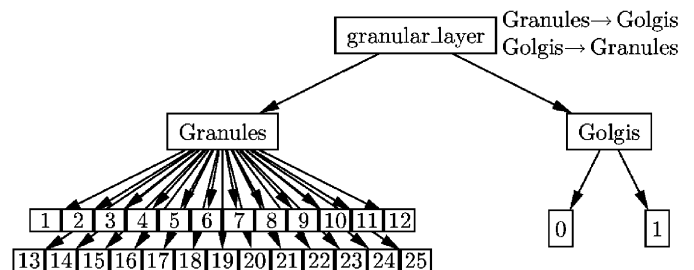 granular_layer
Granules→ Golgis
Golgis→ Granules
Granules
Golgis
1 2 3 4 5 6 7 8 9 10 11 12
0 1
13 14 15 16 17 18 19 20 21 22 23 24 25